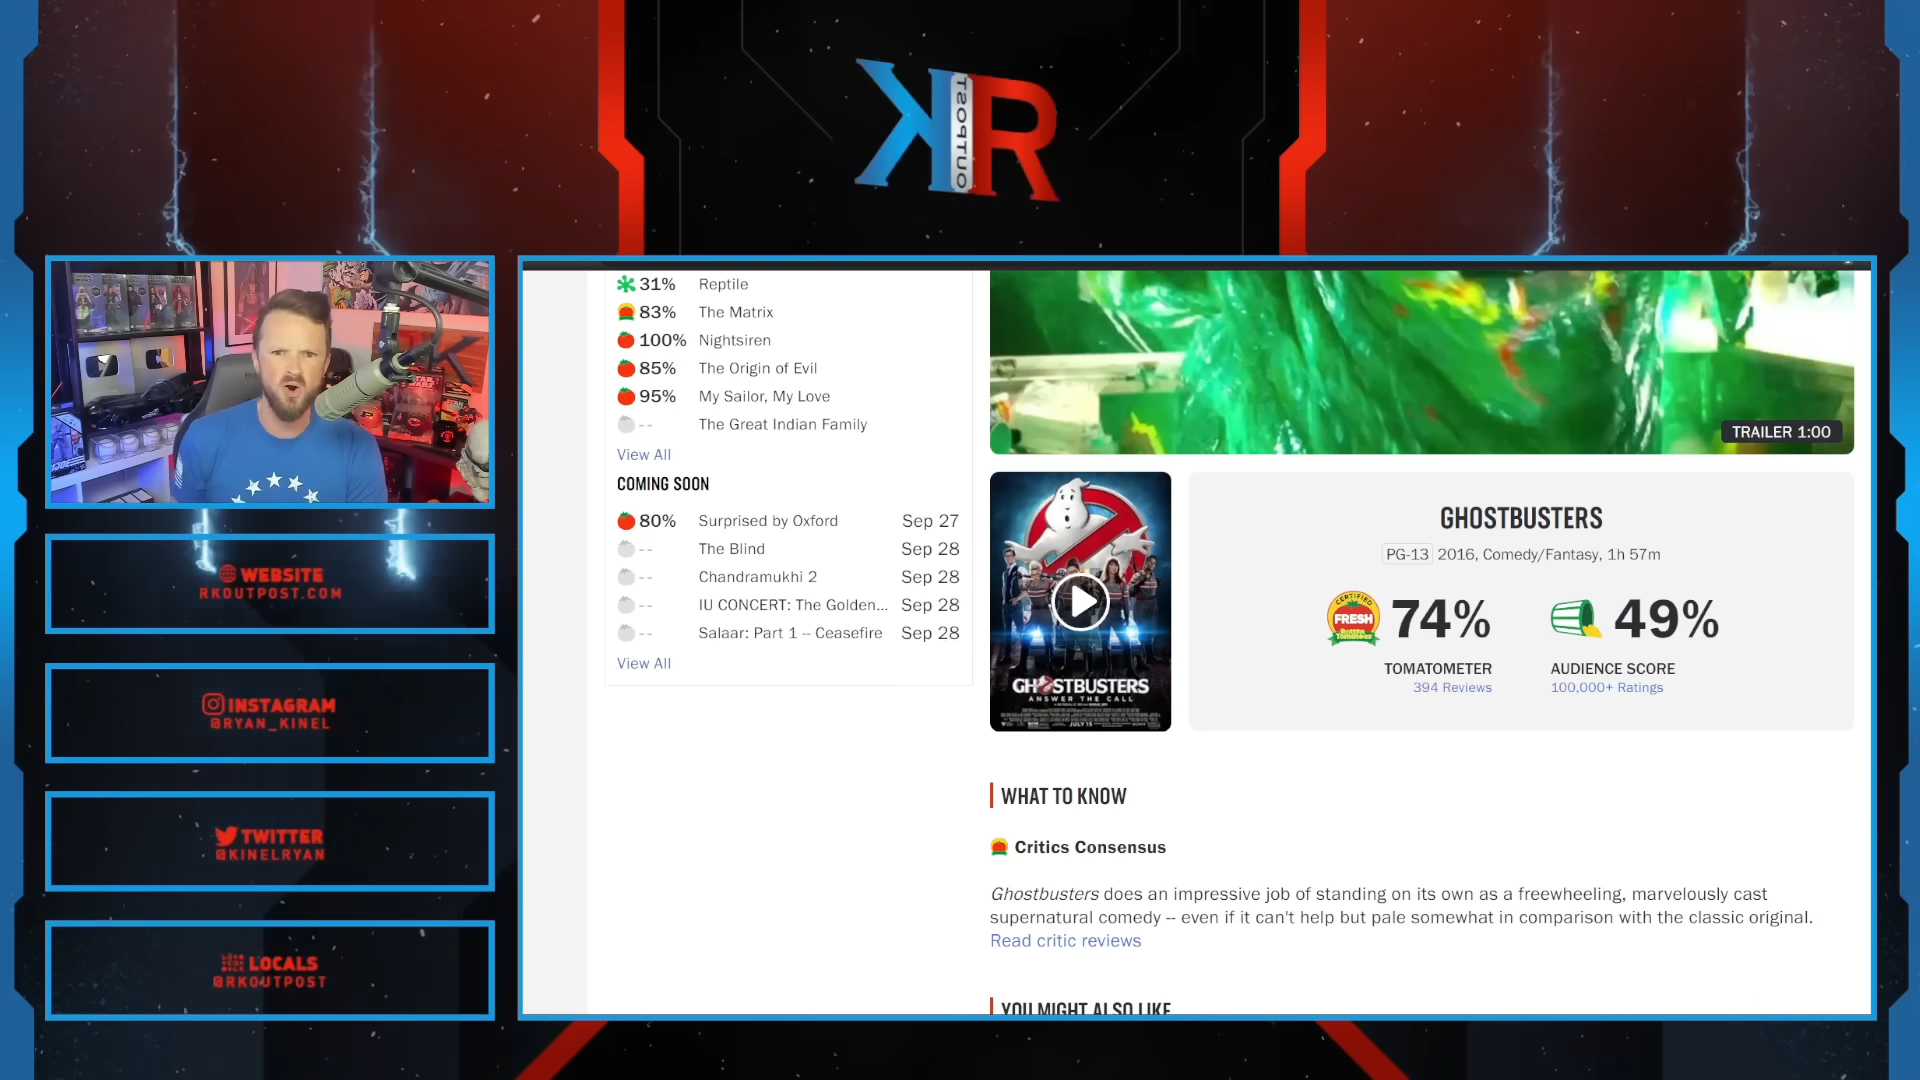 KR
OUTPOST
WEBSITE
RKOUTPOST.COM
INSTAGRAM
@RYAN_KINEL
TWITTER
@KINELRYAN
LOCALS
@RKOUTPOST
31% Reptile
83% The Matrix
100% Nightsiren
85% The Origin of Evil
95% My Sailor, My Love
-- The Great Indian Family
View All
COMING SOON
80% Surprised by Oxford Sep 27
-- The Blind Sep 28
-- Chandramukhi 2 Sep 28
-- IU CONCERT: The Golden... Sep 28
-- Salaar: Part 1 -- Ceasefire Sep 28
View All
TRAILER 1:00
GHOSTBUSTERS
ANSWER THE CALL
JULY 15
GHOSTBUSTERS
PG-13 2016, Comedy/Fantasy, 1h 57m
CERTIFIED
FRESH
Rotten
Tomatoes
74%
49%
TOMATOMETER
394 Reviews
AUDIENCE SCORE
100,000+ Ratings
WHAT TO KNOW
Critics Consensus
Ghostbusters does an impressive job of standing on its own as a freewheeling, marvelously cast
supernatural comedy -- even if it can't help but pale somewhat in comparison with the classic original.
Read critic reviews
YOU MIGHT ALSO LIKE